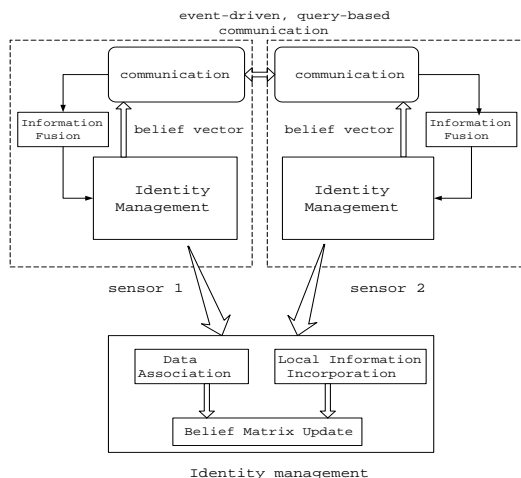 event-driven, query-based
communication
communication
communication
Information
Fusion
belief vector
belief vector
Information
Fusion
Identity
Management
Identity
Management
sensor 1
sensor 2
Data
Association
Local Information
Incorporation
Belief Matrix Update
Identity management